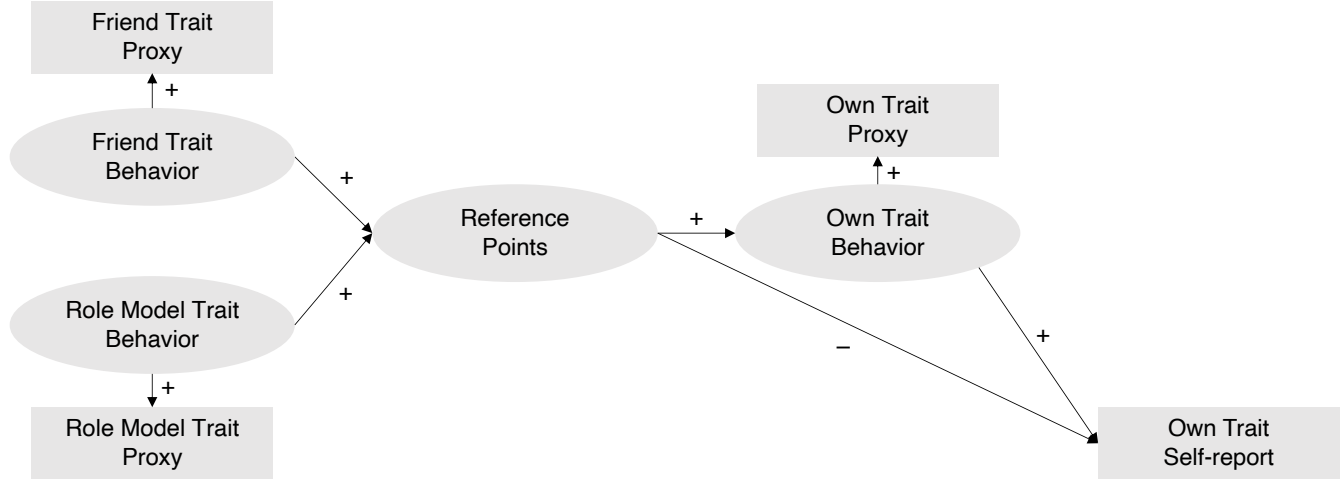 Friend Trait
Proxy
+
Friend Trait
Behavior
+
Role Model Trait
Behavior
+
+
Role Model Trait
Proxy
Reference
Points
+
Own Trait
Proxy
+
Own Trait
Behavior
+
–
Own Trait
Self-report